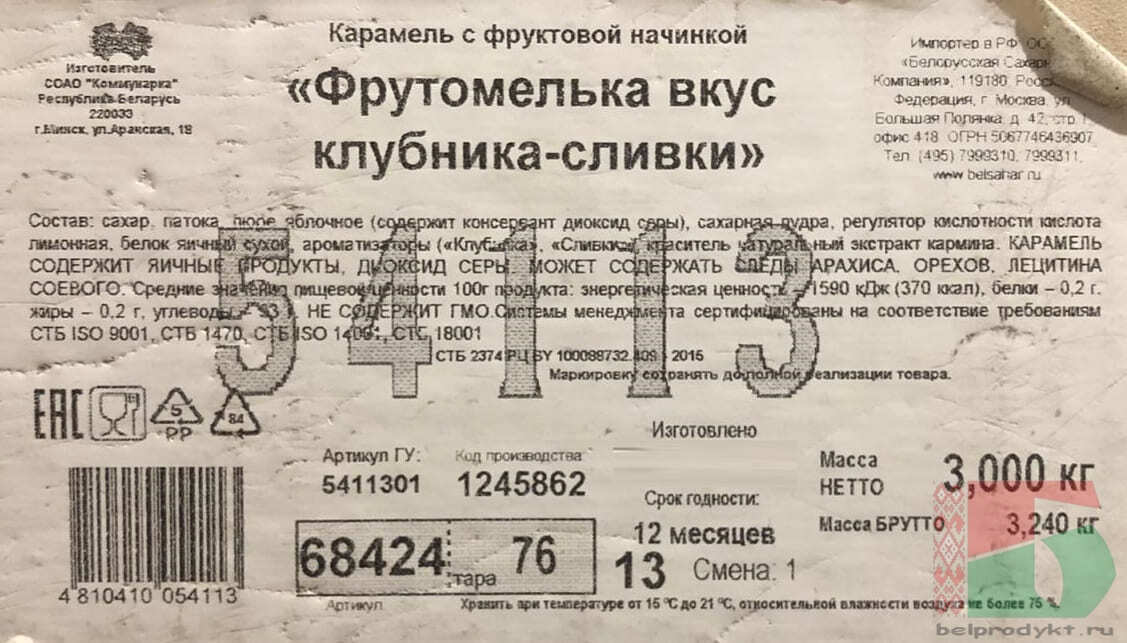 Изготовитель
СОАО "Коммунарка"
Республика Беларусь
220033
г.Минск, ул.Аранская, 18
Карамель с фруктовой начинкой
«Фрутомелька вкус
клубника-сливки»
Импортер в РФ ОС
«Белорусская Сахарн
Компания», 119180 Росс
Федерация, г. Москва, ул
Большая Полянка, д. 42, стр.1,
офис 418 ОГРН 5067746436907
Тел. (495) 7999310, 7999311,
www.belsahar.ru
Состав: сахар, патока, пюре яблочное (содержит консервант диоксид серы), сахарная пудра, регулятор кислотности кислота
лимонная, белок яичный сухой, ароматизаторы («Клубника», «Сливки»), краситель натуральный экстракт кармина. КАРАМЕЛЬ
СОДЕРЖИТ ЯИЧНЫЕ ПРОДУКТЫ, ДИОКСИД СЕРЫ. МОЖЕТ СОДЕРЖАТЬ СЛЕДЫ АРАХИСА, ОРЕХОВ, ЛЕЦИТИНА
СОЕВОГО. Средние значения пищевой ценности 100г продукта: энергетическая ценность – 1590 кДж (370 ккал), белки – 0,2 г,
жиры – 0,2 г, углеводы – 93 г. НЕ СОДЕРЖИТ ГМО.Системы менеджмента сертифицированы на соответствие требованиям
СТБ ISO 9001, СТБ 1470, СТБ ISO 14001, СТБ 18001
54113
СТБ 2374 РЦ BY 100098732.409 - 2015
Маркировку сохранять до полной реализации товара.
ЕАС
5
PP
84
Изготовлено
Артикул ГУ:
5411301
Код производства:
1245862
Срок годности:
12 месяцев
13 Смена: 1
Масса
НЕТТО
3,000 кг
Масса БРУТТО 3,240 кг
68424 тара 76
Артикул
4 810410 054113
Хранить при температуре от 15 °С до 21 °С, относительной влажности воздуха не более 75 %.
belprodykt.ru